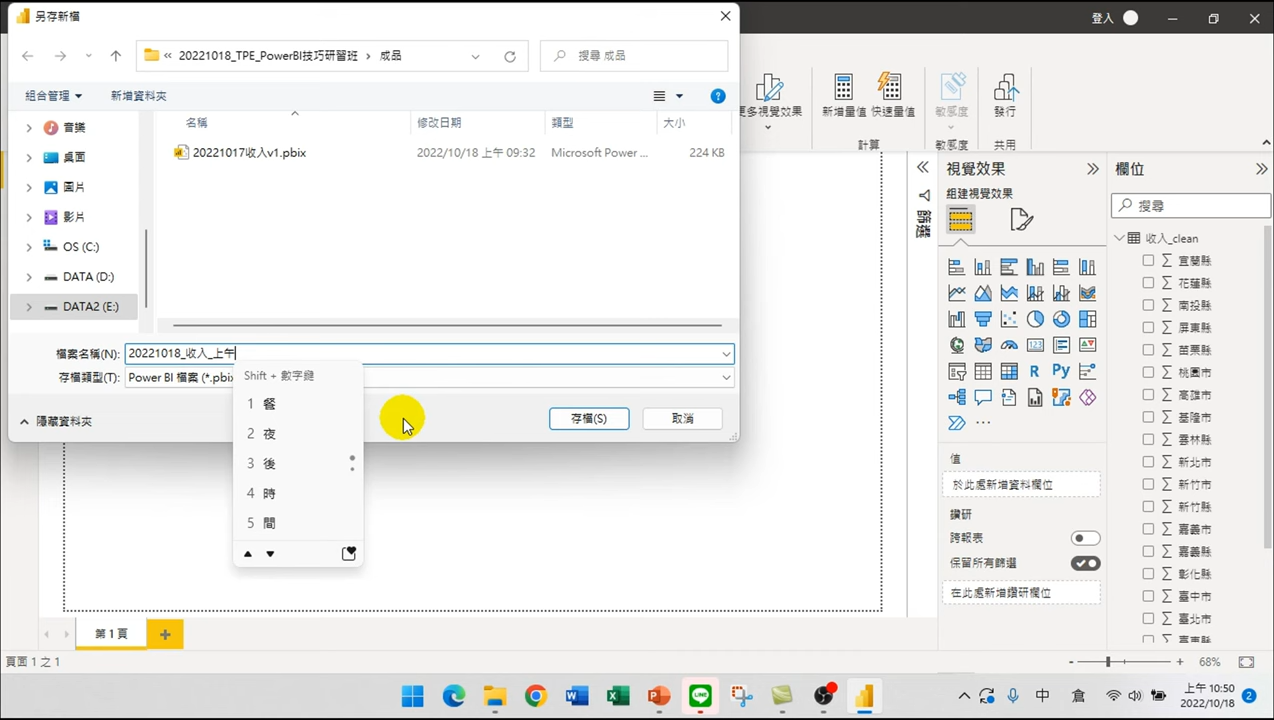 另存新檔
登入
« 20221018_TPE_PowerBI技巧研習班 › 成品
搜尋 成品
組合管理
新增資料夾
名稱
修改日期
類型
大小
音樂
桌面
圖片
影片
OS (C:)
DATA (D:)
DATA2 (E:)
20221017收入v1.pbix
2022/10/18 上午 09:32
Microsoft Power ...
224 KB
檔案名稱(N):
20221018_收入_上午
存檔類型(T):
Power BI 檔案 (*.pbix
Shift + 數字鍵
1 餐
2 夜
3 後
4 時
5 間
隱藏資料夾
存檔(S)
取消
更多視覺效果
新增量值
快速量值
敏感度
發行
計算
敏感度
共用
篩選
視覺效果
組建視覺效果
123
R
Py
...
值
於此處新增資料欄位
鑽研
跨報表
保留所有篩選
在此處新增鑽研欄位
欄位
搜尋
收入_clean
宜蘭縣
花蓮縣
南投縣
屏東縣
苗栗縣
桃園市
高雄市
基隆市
雲林縣
新北市
新竹市
新竹縣
嘉義市
嘉義縣
彰化縣
臺中市
臺北市
臺東縣
第 1 頁
頁面 1 之 1
68%
中
倉
上午 10:50
2022/10/18
2